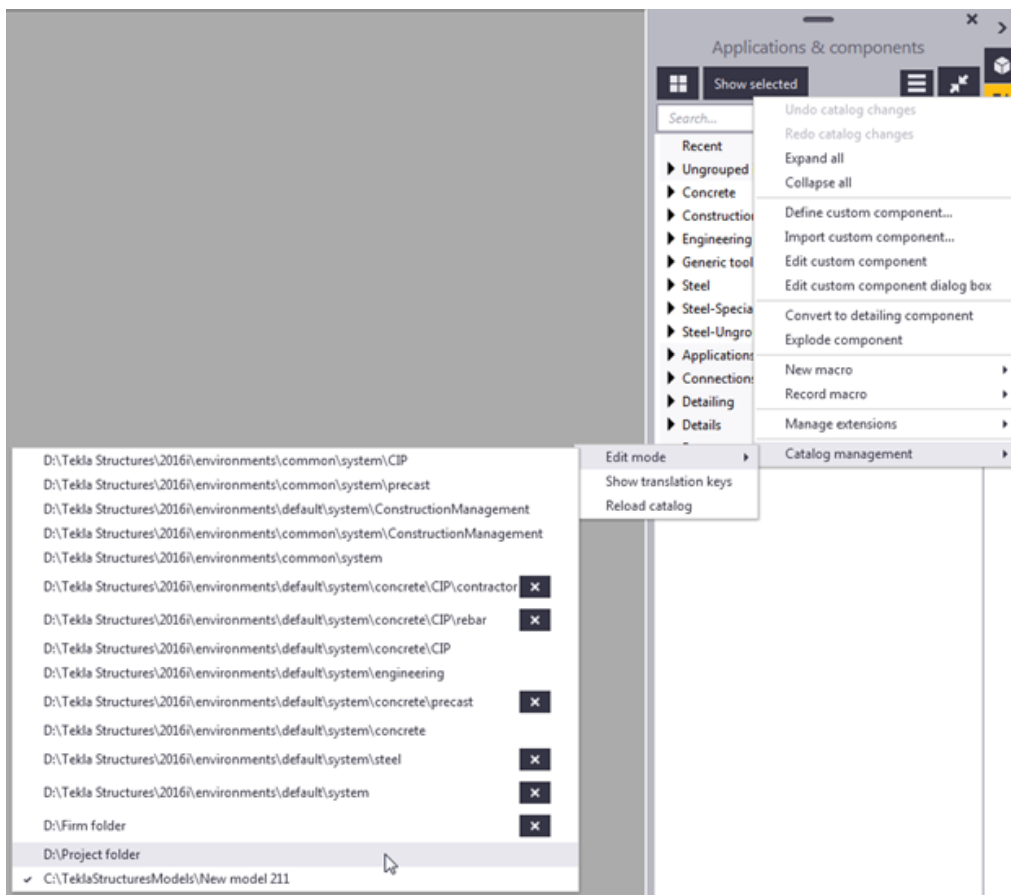 Applications & components
Show selected
Search...
Recent
Ungrouped
Concrete
Construction
Engineering
Generic tool
Steel
Steel-Specia
Steel-Ungro
Applications
Connections
Detailing
Details
Undo catalog changes
Redo catalog changes
Expand all
Collapse all
Define custom component...
Import custom component...
Edit custom component
Edit custom component dialog box
Convert to detailing component
Explode component
New macro
Record macro
Manage extensions
Catalog management
Edit mode
Show translation keys
Reload catalog
D:\Tekla Structures\2016i\environments\common\system\CIP
D:\Tekla Structures\2016i\environments\common\system\precast
D:\Tekla Structures\2016i\environments\default\system\ConstructionManagement
D:\Tekla Structures\2016i\environments\common\system\ConstructionManagement
D:\Tekla Structures\2016i\environments\common\system
D:\Tekla Structures\2016i\environments\default\system\concrete\CIP\contractor
D:\Tekla Structures\2016i\environments\default\system\concrete\CIP\rebar
D:\Tekla Structures\2016i\environments\default\system\concrete\CIP
D:\Tekla Structures\2016i\environments\default\system\engineering
D:\Tekla Structures\2016i\environments\default\system\concrete\precast
D:\Tekla Structures\2016i\environments\default\system\concrete
D:\Tekla Structures\2016i\environments\default\system\steel
D:\Tekla Structures\2016i\environments\default\system
D:\Firm folder
D:\Project folder
C:\TeklaStructuresModels\New model 211